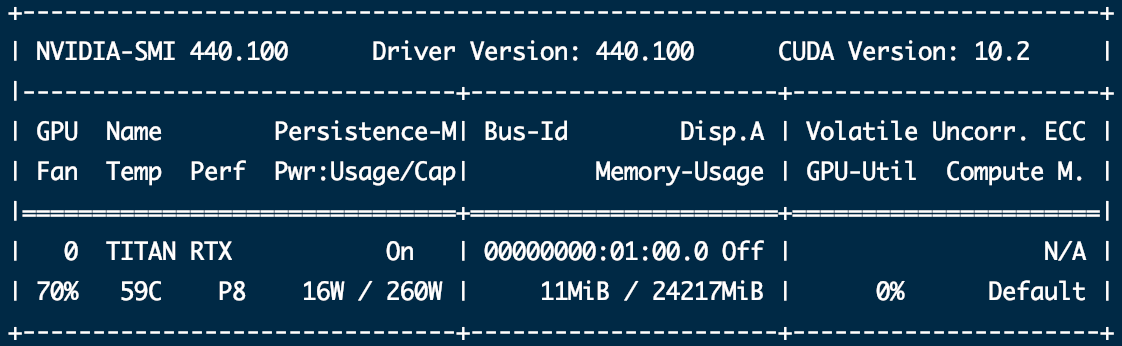 +-----------------------------------------------------------------------------+
| NVIDIA-SMI 440.100      Driver Version: 440.100      CUDA Version: 10.2     |
|-------------------------------+----------------------+----------------------+
| GPU  Name        Persistence-M| Bus-Id        Disp.A | Volatile Uncorr. ECC |
| Fan  Temp  Perf  Pwr:Usage/Cap|         Memory-Usage | GPU-Util  Compute M. |
|===============================+======================+======================|
|   0  TITAN RTX           On   | 00000000:01:00.0 Off |                  N/A |
| 70%   59C    P8    16W / 260W |     11MiB / 24217MiB |      0%      Default |
+-------------------------------+----------------------+----------------------+